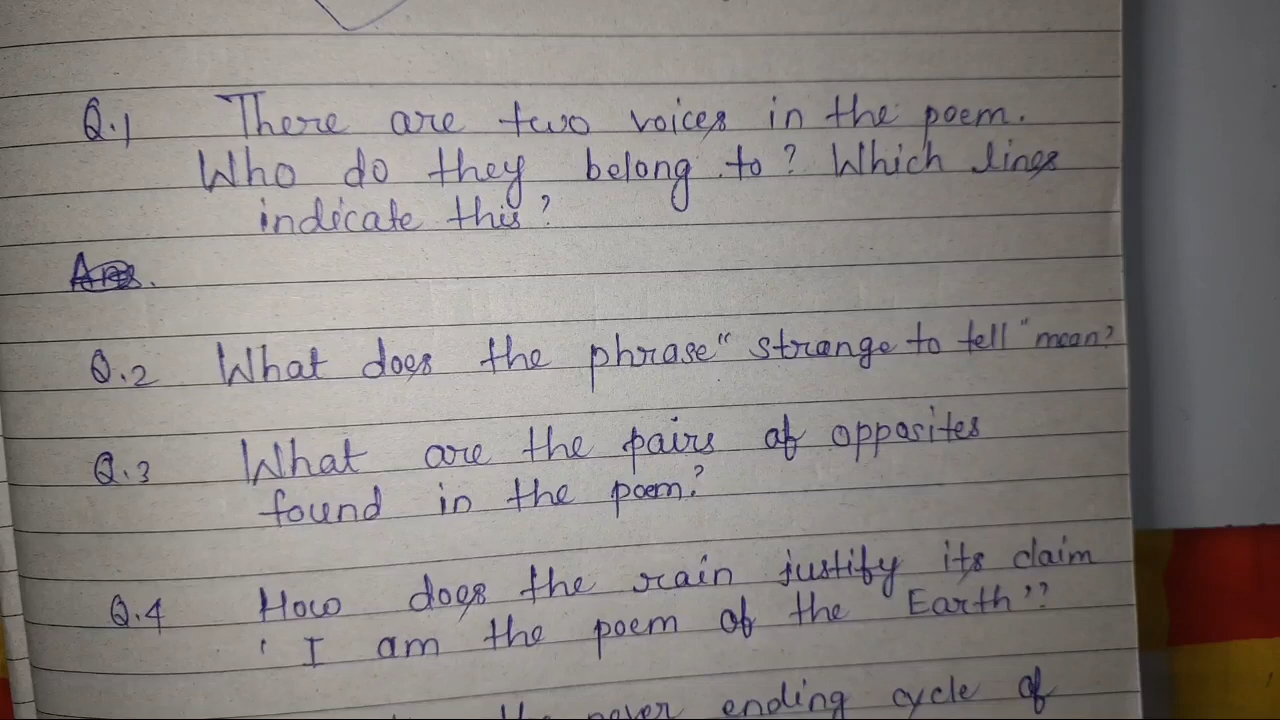 Q.1 There are two voices in the poem.
Who do they belong to? Which lines
indicate this?
Ans.
Q.2 What does the phrase "strange to tell" mean?
Q.3 What are the pairs of opposites
found in the poem?
Q.4 How does the rain justify its claim
'I am the poem of the Earth'?
the never ending cycle of